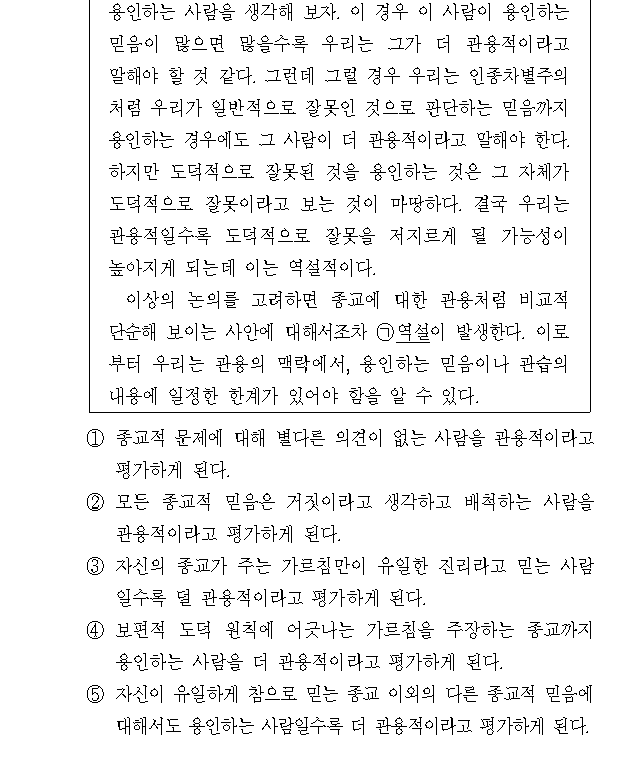 용인하는 사람을 생각해 보자. 이 경우 이 사람이 용인하는
믿음이 많으면 많을수록 우리는 그가 더 관용적이라고
말해야 할 것 같다. 그런데 그럴 경우 우리는 인종차별주의
처럼 우리가 일반적으로 잘못인 것으로 판단하는 믿음까지
용인하는 경우에도 그 사람이 더 관용적이라고 말해야 한다.
하지만 도덕적으로 잘못된 것을 용인하는 것은 그 자체가
도덕적으로 잘못이라고 보는 것이 마땅하다. 결국 우리는
관용적일수록 도덕적으로 잘못을 저지르게 될 가능성이
높아지게 되는데 이는 역설적이다.
이상의 논의를 고려하면 종교에 대한 관용처럼 비교적
단순해 보이는 사안에 대해서조차 ㉠역설이 발생한다. 이로
부터 우리는 관용의 맥락에서, 용인하는 믿음이나 관습의
내용에 일정한 한계가 있어야 함을 알 수 있다.
① 종교적 문제에 대해 별다른 의견이 없는 사람을 관용적이라고
평가하게 된다.
② 모든 종교적 믿음은 거짓이라고 생각하고 배척하는 사람을
관용적이라고 평가하게 된다.
③ 자신의 종교가 주는 가르침만이 유일한 진리라고 믿는 사람
일수록 덜 관용적이라고 평가하게 된다.
④ 보편적 도덕 원칙에 어긋나는 가르침을 주장하는 종교까지
용인하는 사람을 더 관용적이라고 평가하게 된다.
⑤ 자신이 유일하게 참으로 믿는 종교 이외의 다른 종교적 믿음에
대해서도 용인하는 사람일수록 더 관용적이라고 평가하게 된다.